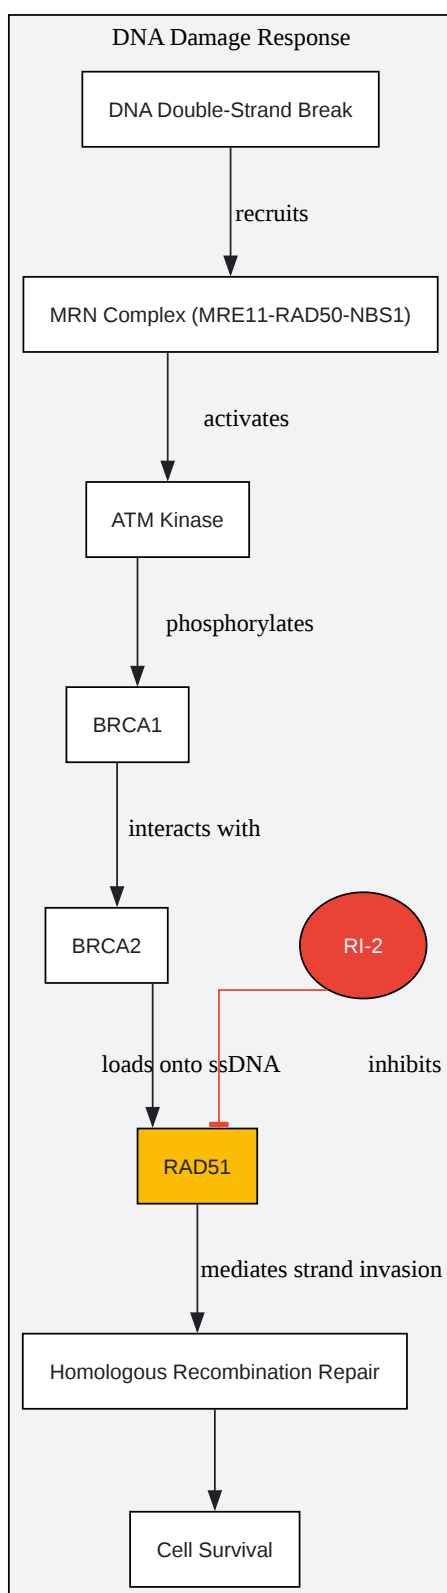 DNA Damage Response
DNA Double-Strand Break
recruits
MRN Complex (MRE11-RAD50-NBS1)
activates
ATM Kinase
phosphorylates
BRCA1
interacts with
BRCA2
RI-2
loads onto ssDNA
inhibits
RAD51
mediates strand invasion
Homologous Recombination Repair
Cell Survival